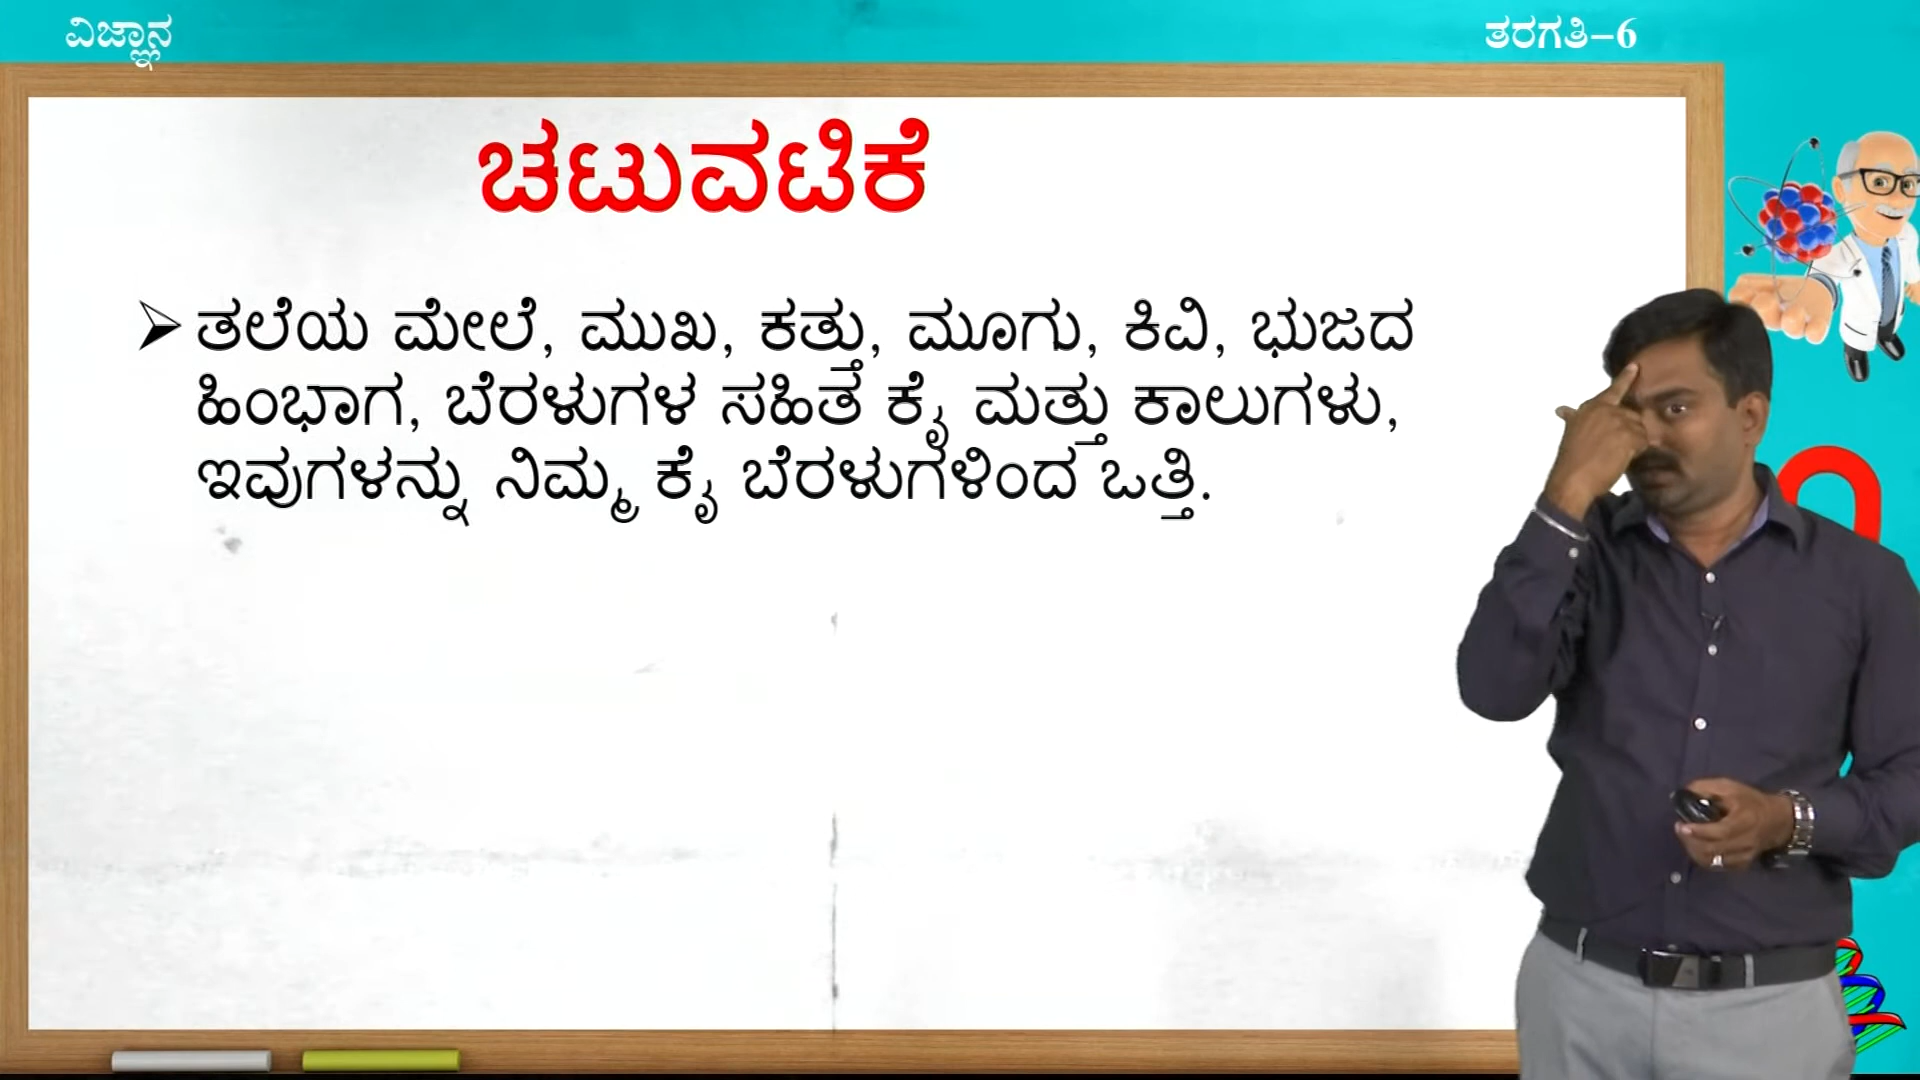 ವಿಜ್ಞಾನ
ತರಗತಿ–6
ಚಟುವಟಿಕೆ
➢ ತಲೆಯ ಮೇಲೆ, ಮುಖ, ಕತ್ತು, ಮೂಗು, ಕಿವಿ, ಭುಜದ
ಹಿಂಭಾಗ, ಬೆರಳುಗಳ ಸಹಿತ ಕೈ ಮತ್ತು ಕಾಲುಗಳು,
ಇವುಗಳನ್ನು ನಿಮ್ಮ ಕೈ ಬೆರಳುಗಳಿಂದ ಒತ್ತಿ.